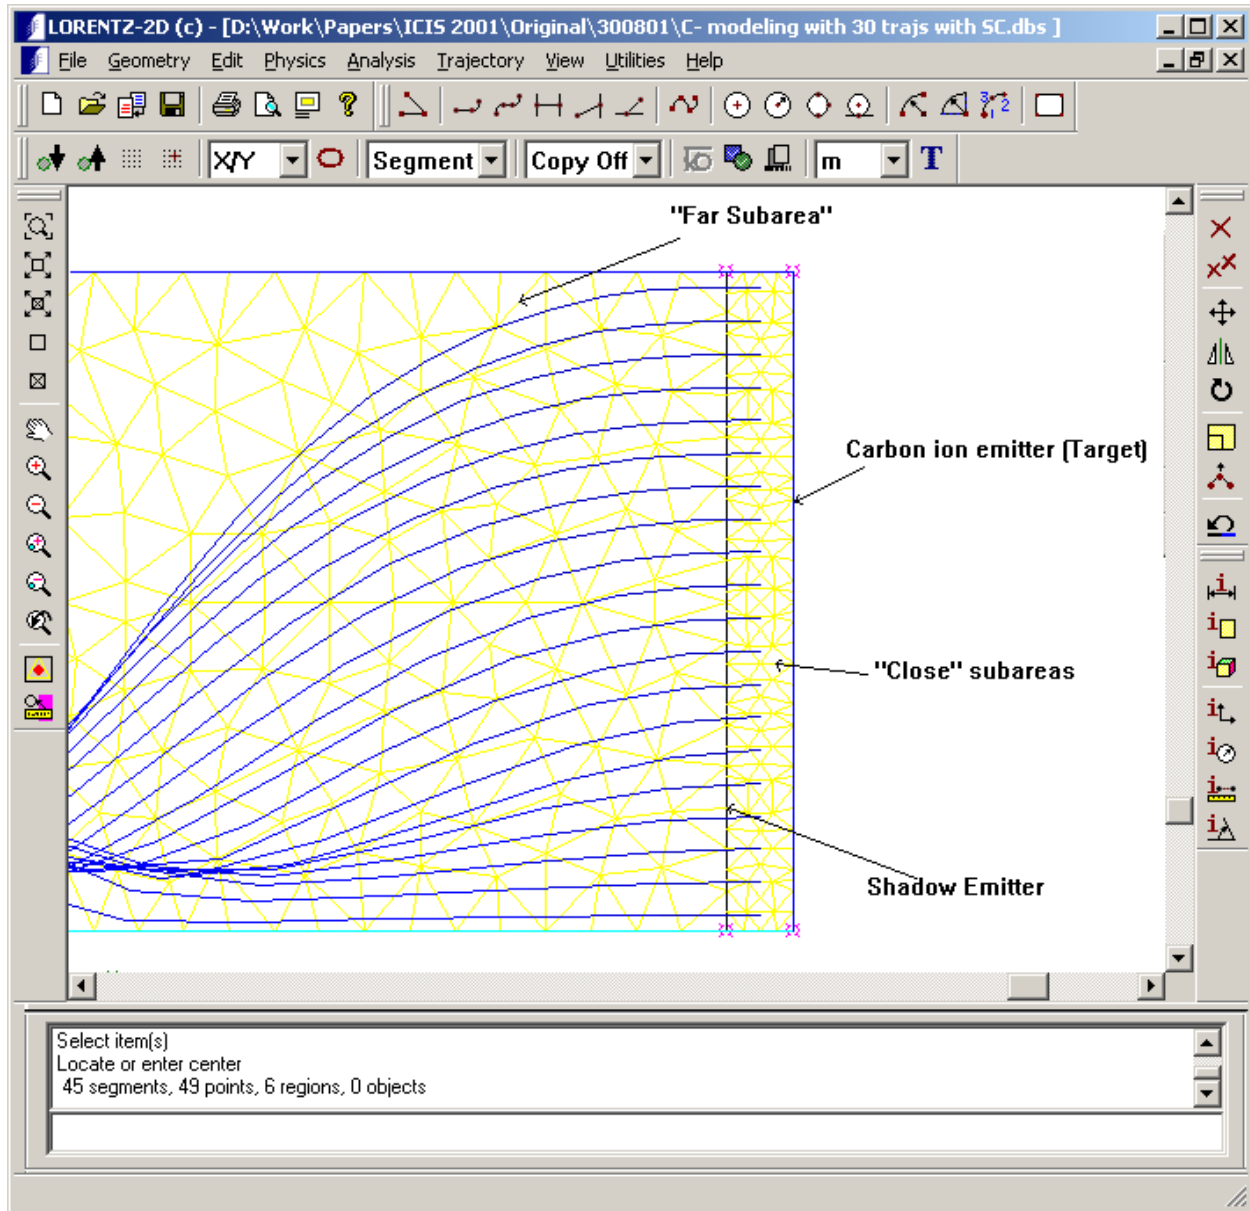 LORENTZ-2D (c) - [D:\Work\Papers\ICIS 2001\Original\300801\C- modeling with 30 trajs with SC.dbs ]
File Geometry Edit Physics Analysis Trajectory View Utilities Help
X/Y Segment Copy Off m T
"Far Subarea"
Carbon ion emitter (Target)
"Close" subareas
Shadow Emitter
Select item(s)
Locate or enter center
45 segments, 49 points, 6 regions, 0 objects